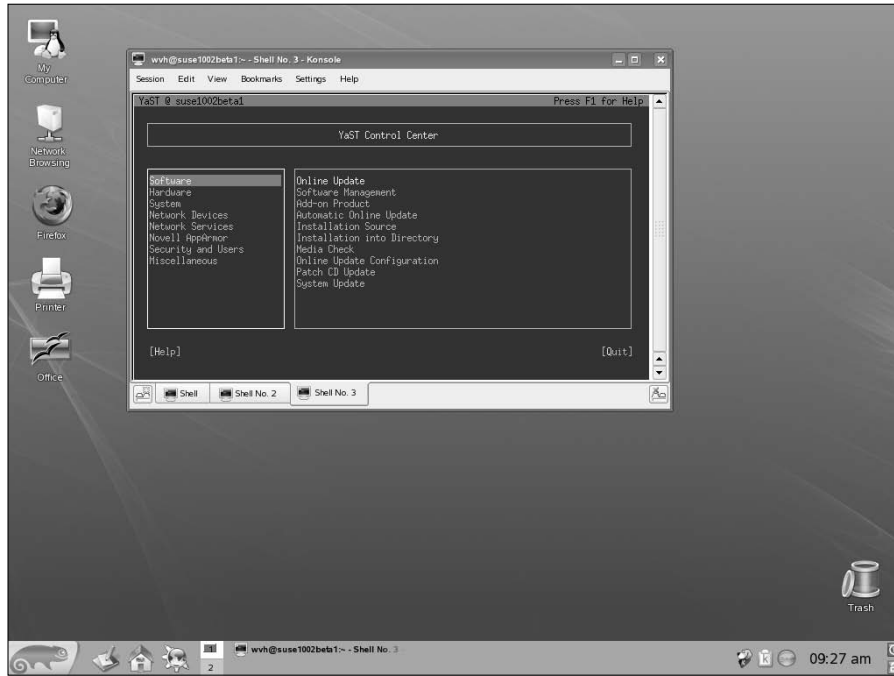 My
Computer
Network
Browsing
Firefox
Printer
Office
wvh@suse1002beta1:~ - Shell No. 3 - Konsole
Session Edit View Bookmarks Settings Help
YaST @ suse1002beta1 Press F1 for Help
YaST Control Center
Software
Hardware
System
Network Devices
Network Services
Novell AppArmor
Security and Users
Miscellaneous
Online Update
Software Management
Add-on Product
Automatic Online Update
Installation Source
Installation into Directory
Media Check
Online Update Configuration
Patch CD Update
System Update
[Help] [Quit]
Shell Shell No. 2 Shell No. 3
Trash
1
2
wvh@suse1002beta1:~ - Shell No. 3
09:27 am